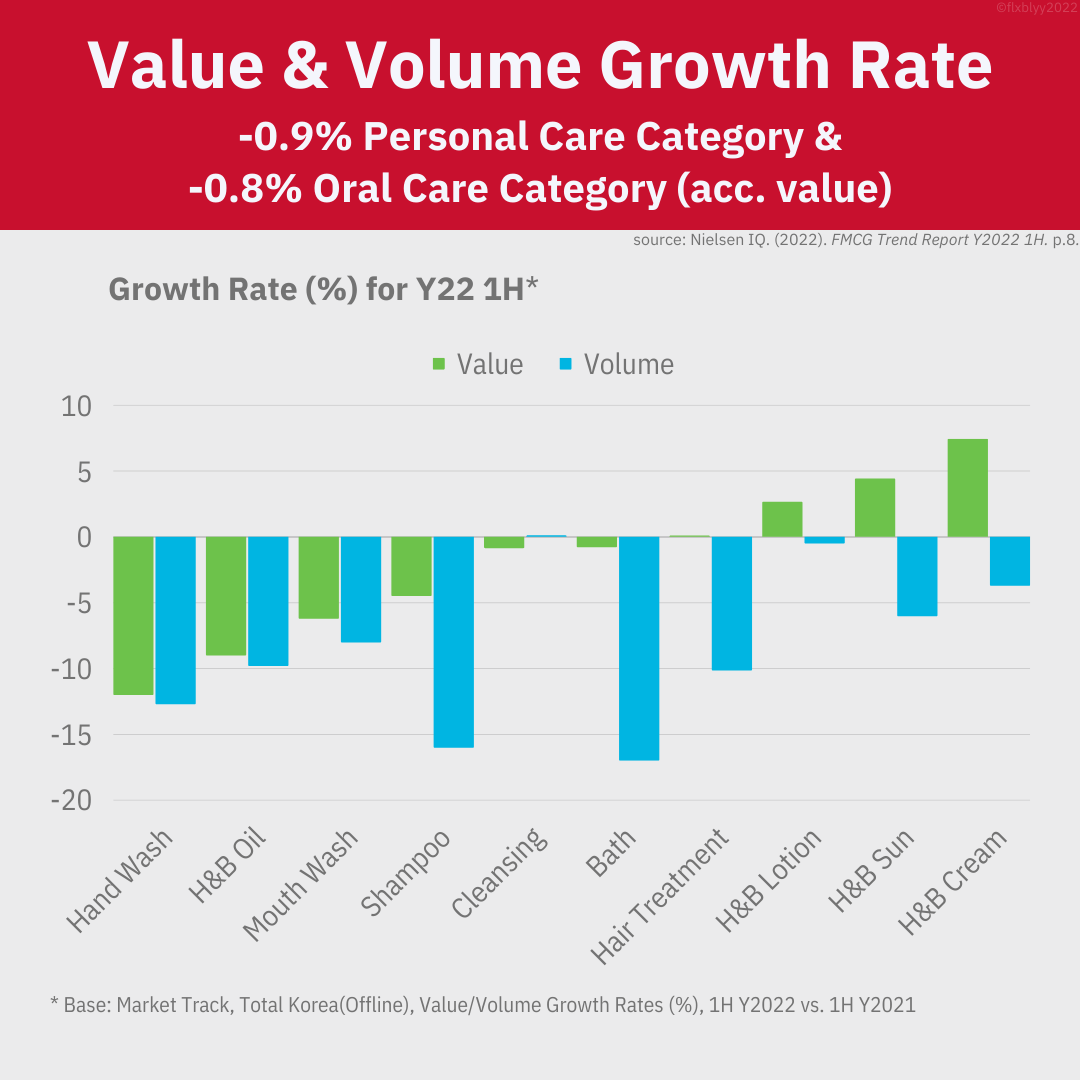 ©flxblyy2022
Value & Volume Growth Rate
-0.9% Personal Care Category &
-0.8% Oral Care Category (acc. value)
source: Nielsen IQ. (2022). FMCG Trend Report Y2022 1H. p.8.
Growth Rate (%) for Y22 1H*
Value Volume
10
5
0
-5
-10
-15
-20
Hand Wash
H&B Oil
Mouth Wash
Shampoo
Cleansing
Bath
Hair Treatment
H&B Lotion
H&B Sun
H&B Cream
* Base: Market Track, Total Korea(Offline), Value/Volume Growth Rates (%), 1H Y2022 vs. 1H Y2021